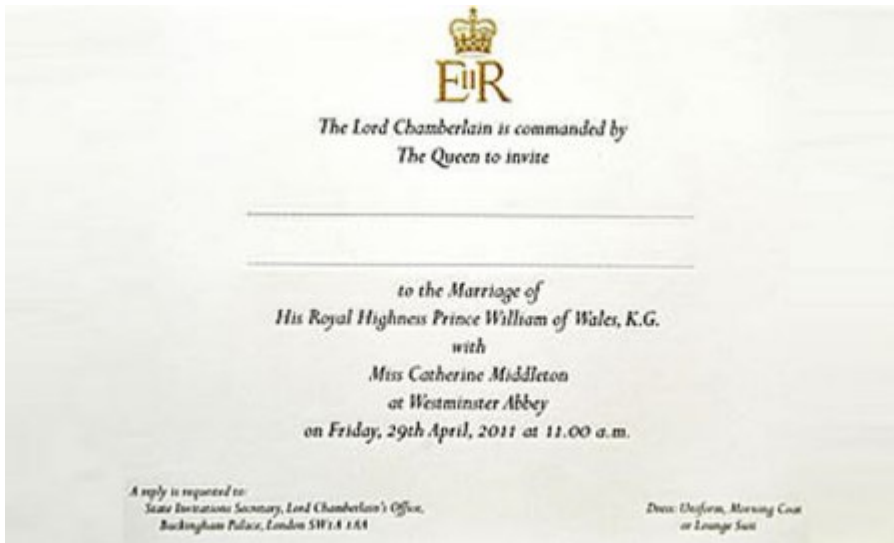 EIIR
The Lord Chamberlain is commanded by
The Queen to invite
to the Marriage of
His Royal Highness Prince William of Wales, K.G.
with
Miss Catherine Middleton
at Westminster Abbey
on Friday, 29th April, 2011 at 11.00 a.m.
A reply is requested to:
State Invitations Secretary, Lord Chamberlain's Office,
Buckingham Palace, London SW1A 1AA
Dress: Uniform, Morning Coat
or Lounge Suit